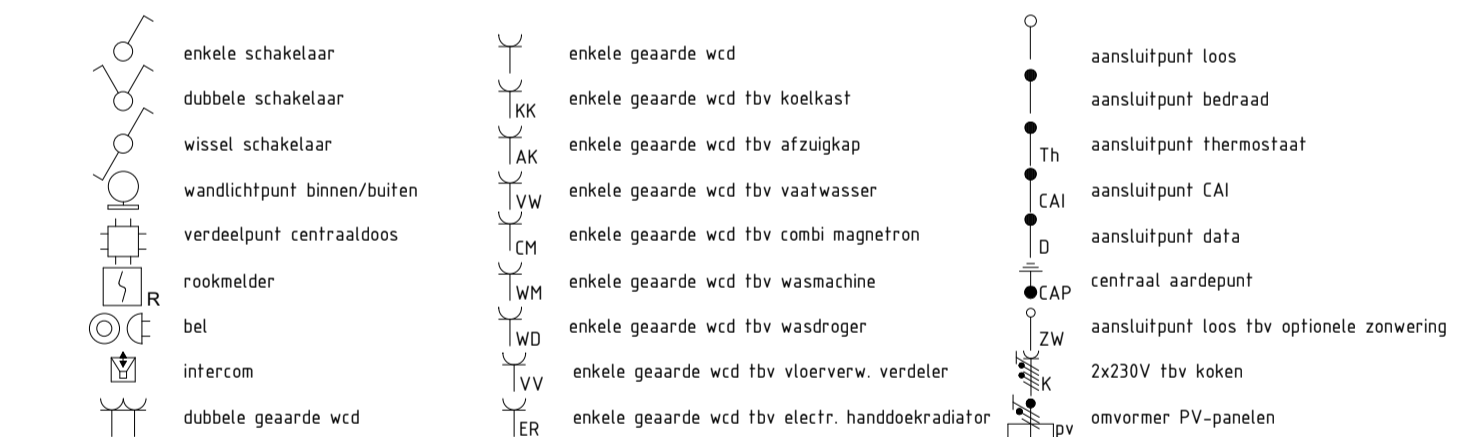 enkele schakelaar
dubbele schakelaar
wissel schakelaar
wandlichtpunt binnen/buiten
verdeelpunt centraaldoos
R rookmelder
bel
intercom
dubbele geaarde wcd
enkele geaarde wcd
KK enkele geaarde wcd tbv koelkast
AK enkele geaarde wcd tbv afzuigkap
VW enkele geaarde wcd tbv vaatwasser
CM enkele geaarde wcd tbv combi magnetron
WM enkele geaarde wcd tbv wasmachine
WD enkele geaarde wcd tbv wasdroger
VV enkele geaarde wcd tbv vloerverw. verdeler
ER enkele geaarde wcd tbv electr. handdoekradiator
aansluitpunt loos
aansluitpunt bedraad
Th aansluitpunt thermostaat
CAI aansluitpunt CAI
D aansluitpunt data
CAP centraal aardepunt
ZW aansluitpunt loos tbv optionele zonwering
K 2x230V tbv koken
pv omvormer PV-panelen